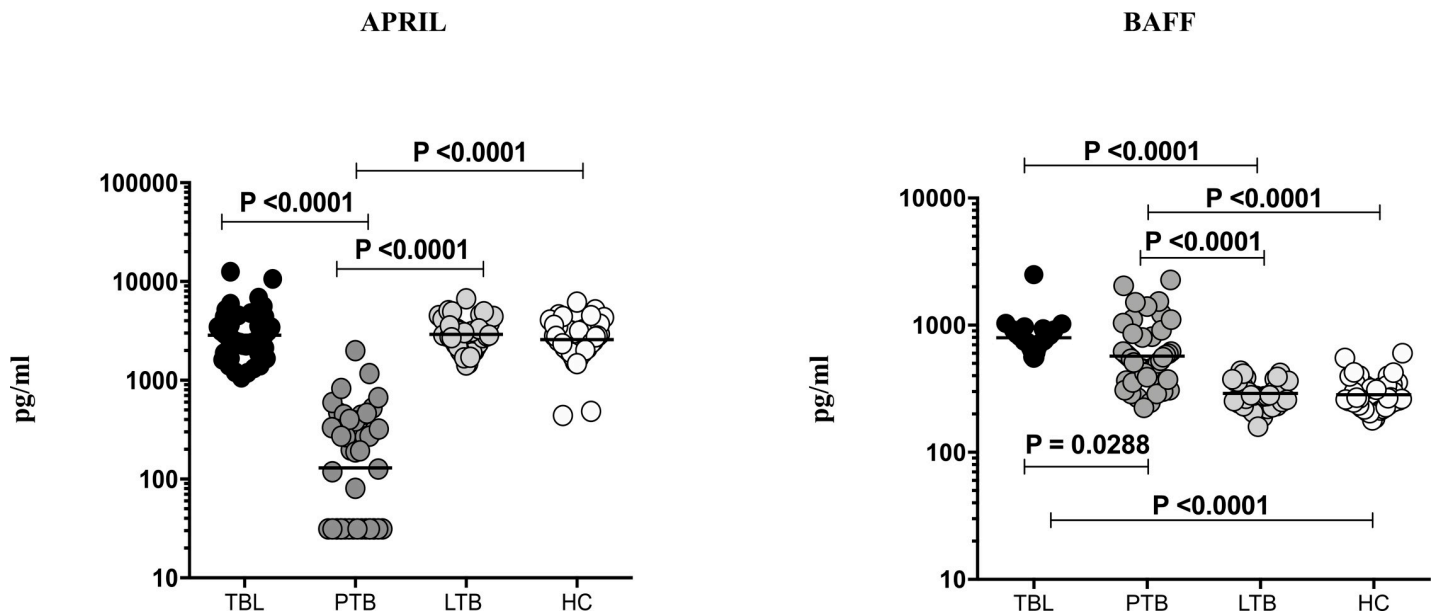 APRIL
P <0.0001
P <0.0001
P <0.0001
100000
10000
1000
100
10
pg/ml
TBL PTB LTB HC
BAFF
P <0.0001
P <0.0001
P <0.0001
P = 0.0288
P <0.0001
10000
1000
100
10
pg/ml
TBL PTB LTB HC